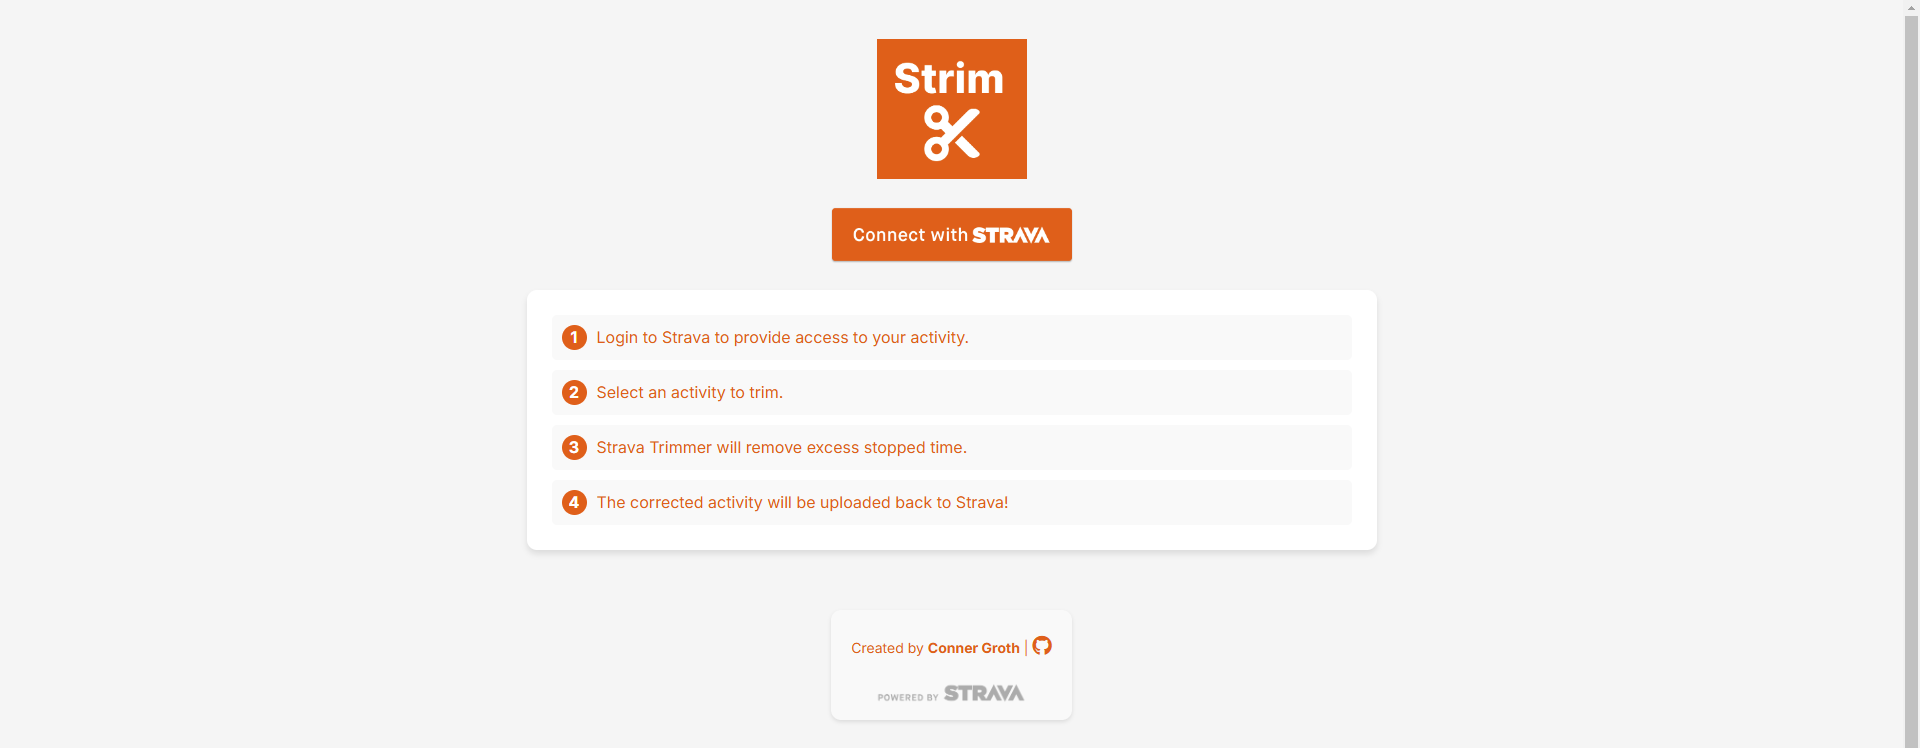 Strim
Connect with STRAVA
1 Login to Strava to provide access to your activity.
2 Select an activity to trim.
3 Strava Trimmer will remove excess stopped time.
4 The corrected activity will be uploaded back to Strava!
Created by Conner Groth |
POWERED BY STRAVA